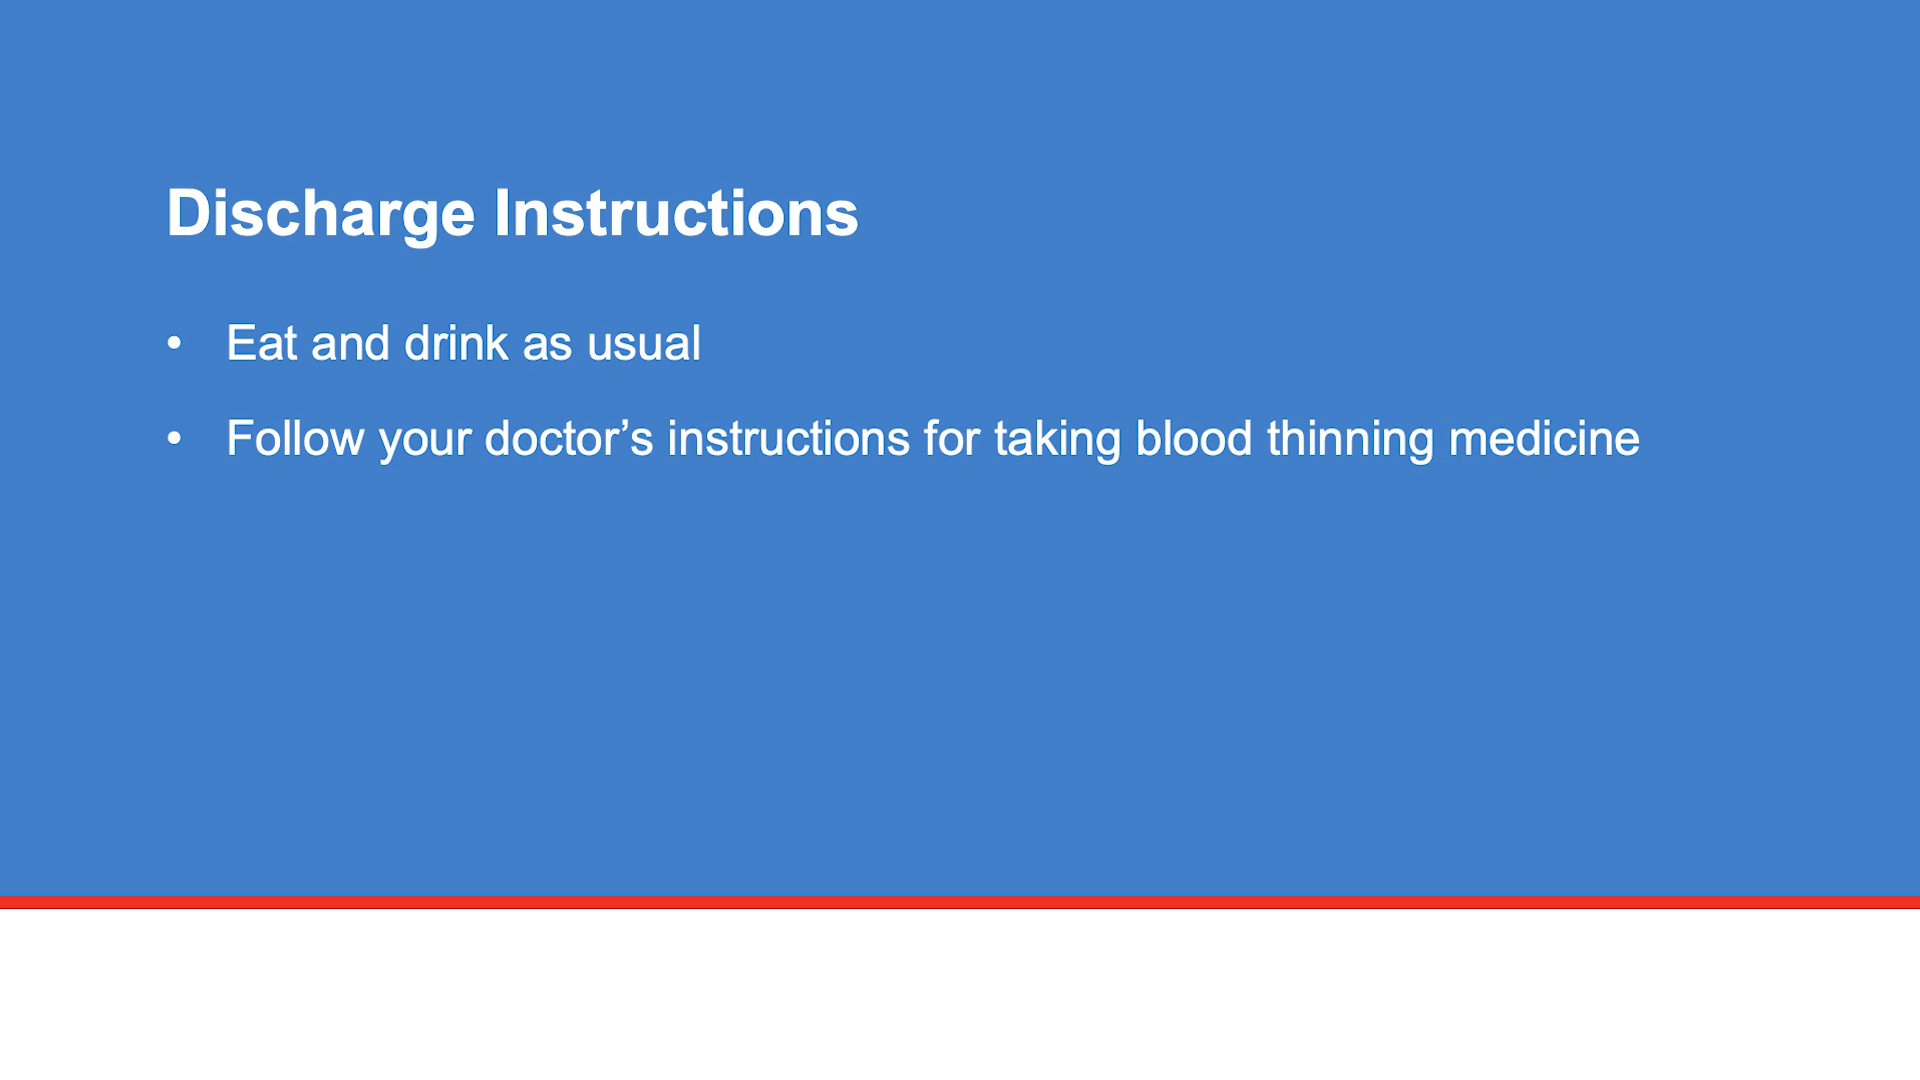 Discharge Instructions
• Eat and drink as usual
• Follow your doctor’s instructions for taking blood thinning medicine